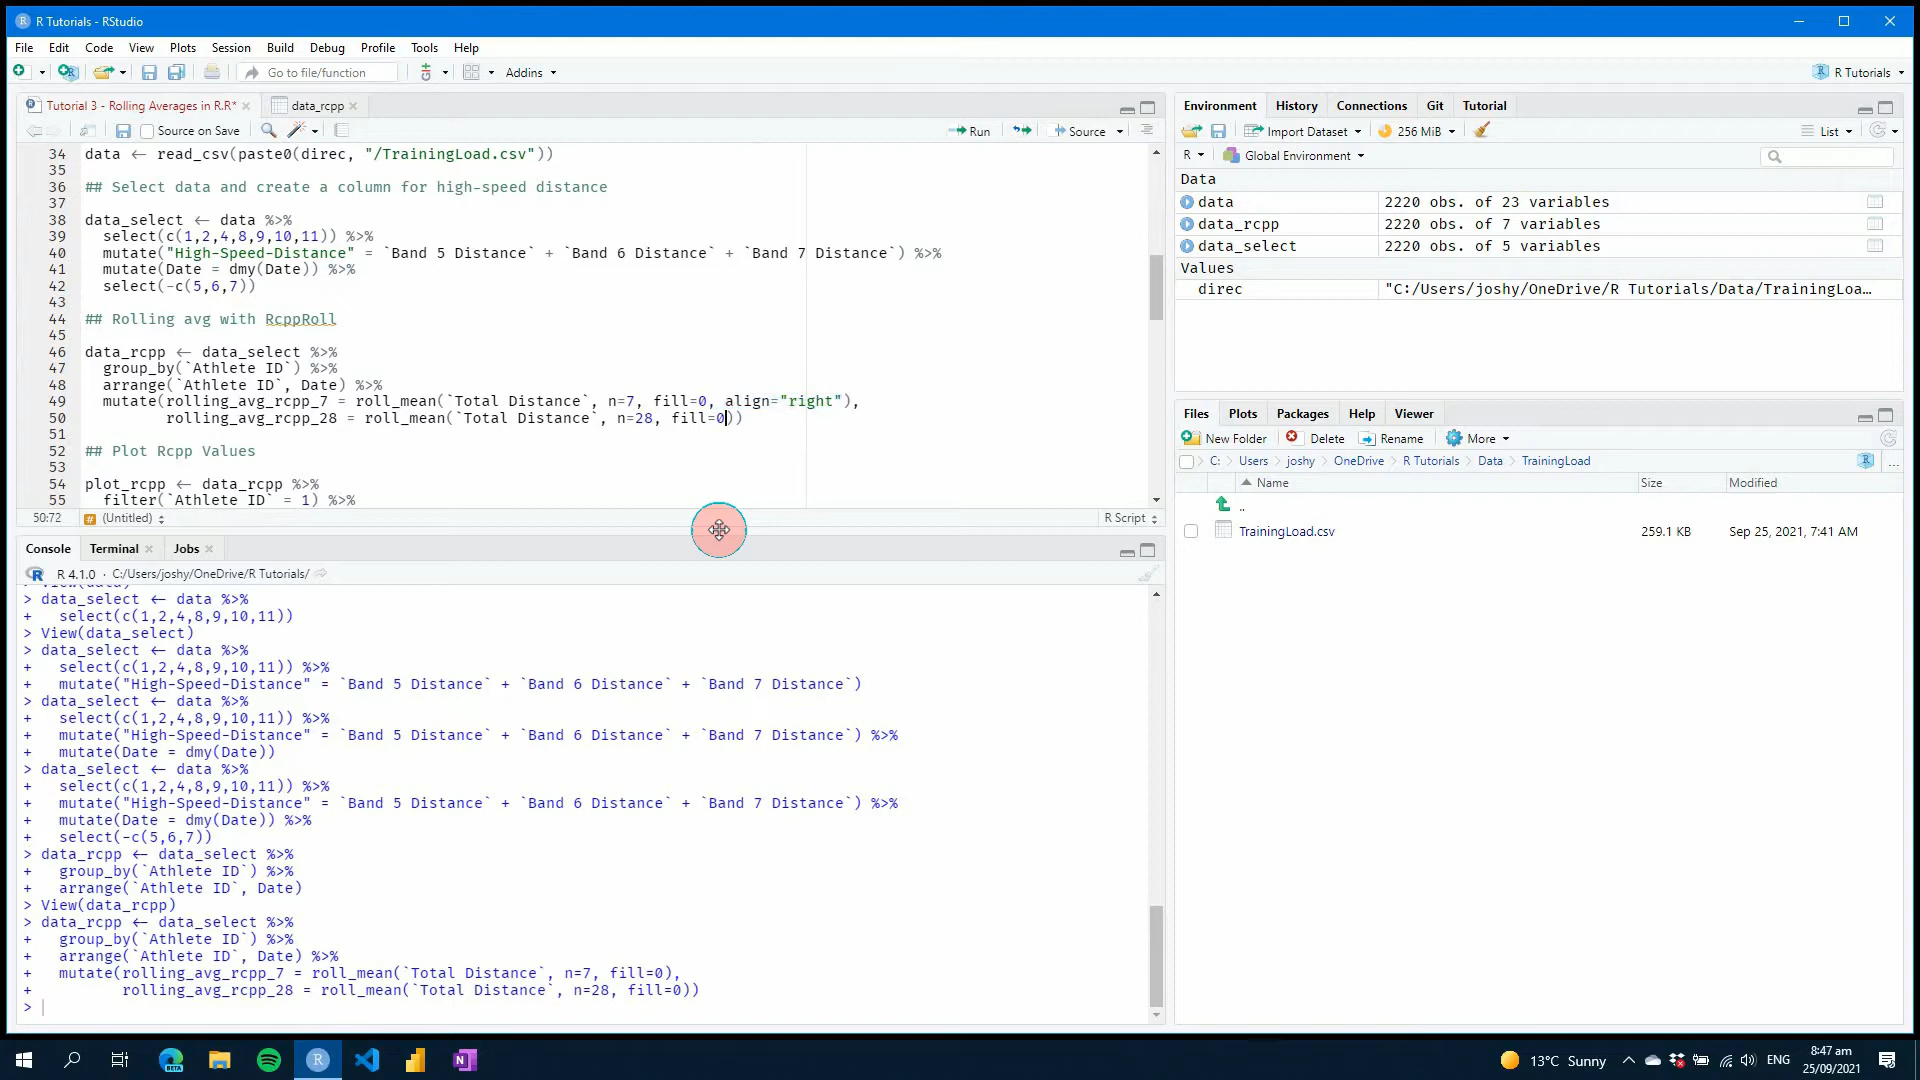 R Tutorials - RStudio
File Edit Code View Plots Session Build Debug Profile Tools Help
Go to file/function Addins R Tutorials
Tutorial 3 - Rolling Averages in R.R* data_rcpp
Source on Save Run Source
34 data <- read_csv(paste0(direc, "/TrainingLoad.csv"))
35
36 ## Select data and create a column for high-speed distance
37
38 data_select <- data %>%
39 select(c(1,2,4,8,9,10,11)) %>%
40 mutate("High-Speed-Distance" = `Band 5 Distance` + `Band 6 Distance` + `Band 7 Distance`) %>%
41 mutate(Date = dmy(Date)) %>%
42 select(-c(5,6,7))
43
44 ## Rolling avg with RcppRoll
45
46 data_rcpp <- data_select %>%
47 group_by(`Athlete ID`) %>%
48 arrange(`Athlete ID`, Date) %>%
49 mutate(rolling_avg_rcpp_7 = roll_mean(`Total Distance`, n=7, fill=0, align="right"),
50 rolling_avg_rcpp_28 = roll_mean(`Total Distance`, n=28, fill=0))
51
52 ## Plot Rcpp Values
53
54 plot_rcpp <- data_rcpp %>%
55 filter(`Athlete ID` = 1) %>%
50:72 # (Untitled) R Script
Console Terminal Jobs
R 4.1.0 · C:/Users/joshy/OneDrive/R Tutorials/
> View(data)
> data_select <- data %>%
+ select(c(1,2,4,8,9,10,11))
> View(data_select)
> data_select <- data %>%
+ select(c(1,2,4,8,9,10,11)) %>%
+ mutate("High-Speed-Distance" = `Band 5 Distance` + `Band 6 Distance` + `Band 7 Distance`)
> data_select <- data %>%
+ select(c(1,2,4,8,9,10,11)) %>%
+ mutate("High-Speed-Distance" = `Band 5 Distance` + `Band 6 Distance` + `Band 7 Distance`) %>%
+ mutate(Date = dmy(Date))
> data_select <- data %>%
+ select(c(1,2,4,8,9,10,11)) %>%
+ mutate("High-Speed-Distance" = `Band 5 Distance` + `Band 6 Distance` + `Band 7 Distance`) %>%
+ mutate(Date = dmy(Date)) %>%
+ select(-c(5,6,7))
> data_rcpp <- data_select %>%
+ group_by(`Athlete ID`) %>%
+ arrange(`Athlete ID`, Date)
> View(data_rcpp)
> data_rcpp <- data_select %>%
+ group_by(`Athlete ID`) %>%
+ arrange(`Athlete ID`, Date) %>%
+ mutate(rolling_avg_rcpp_7 = roll_mean(`Total Distance`, n=7, fill=0),
+ rolling_avg_rcpp_28 = roll_mean(`Total Distance`, n=28, fill=0))
>
Environment History Connections Git Tutorial
Import Dataset 256 MiB List
R Global Environment
Data
data 2220 obs. of 23 variables
data_rcpp 2220 obs. of 7 variables
data_select 2220 obs. of 5 variables
Values
direc "C:/Users/joshy/OneDrive/R Tutorials/Data/TrainingLoa…
Files Plots Packages Help Viewer
New Folder Delete Rename More
C: Users joshy OneDrive R Tutorials Data TrainingLoad ...
Name Size Modified
..
TrainingLoad.csv 259.1 KB Sep 25, 2021, 7:41 AM
BETA
13°C Sunny ENG
8:47 am
25/09/2021